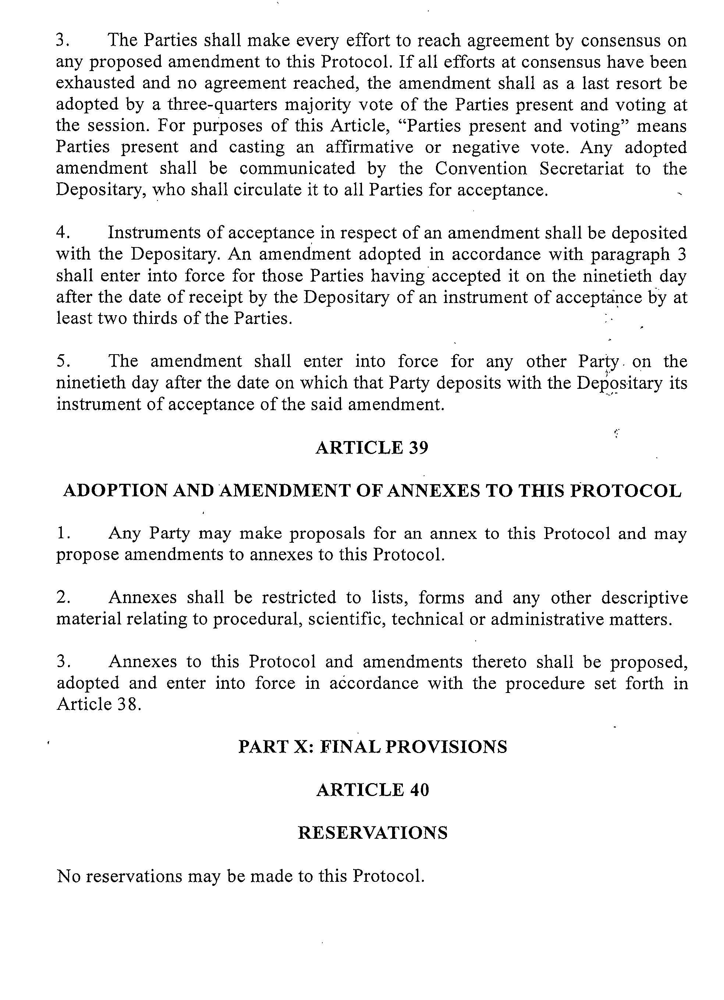 3. The Parties shall make every effort to reach agreement by consensus on
any proposed amendment to this Protocol. If all efforts at consensus have been
exhausted and no agreement reached, the amendment shall as a last resort be
adopted by a three-quarters majority vote of the Parties present and voting at
the session. For purposes of this Article, “Parties present and voting” means
Parties present and casting an affirmative or negative vote. Any adopted
amendment shall be communicated by the Convention Secretariat to the
Depositary, who shall circulate it to all Parties for acceptance.
4. Instruments of acceptance in respect of an amendment shall be deposited
with the Depositary. An amendment adopted in accordance with paragraph 3
shall enter into force for those Parties having accepted it on the ninetieth day
after the date of receipt by the Depositary of an instrument of acceptance by at
least two thirds of the Parties.
5. The amendment shall enter into force for any other Party on the
ninetieth day after the date on which that Party deposits with the Depositary its
instrument of acceptance of the said amendment.
ARTICLE 39
ADOPTION AND AMENDMENT OF ANNEXES TO THIS PROTOCOL
1. Any Party may make proposals for an annex to this Protocol and may
propose amendments to annexes to this Protocol.
2. Annexes shall be restricted to lists, forms and any other descriptive
material relating to procedural, scientific, technical or administrative matters.
3. Annexes to this Protocol and amendments thereto shall be proposed,
adopted and enter into force in accordance with the procedure set forth in
Article 38.
PART X: FINAL PROVISIONS
ARTICLE 40
RESERVATIONS
No reservations may be made to this Protocol.